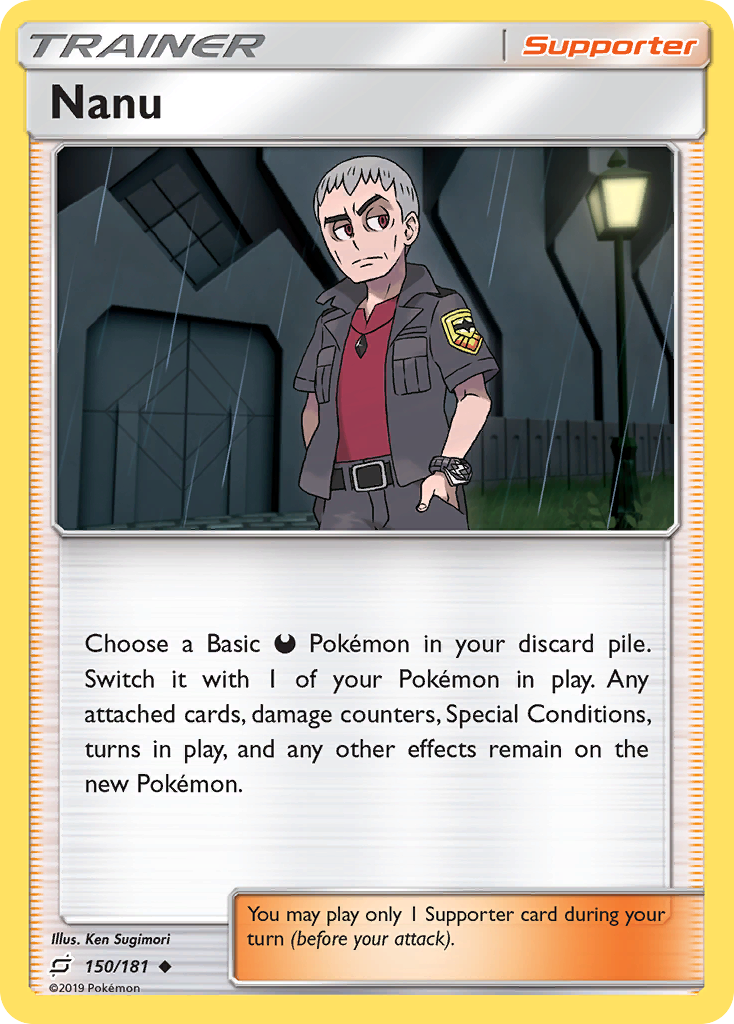 TRAINER | Supporter
Nanu
Choose a Basic Pokémon in your discard pile.
Switch it with 1 of your Pokémon in play. Any
attached cards, damage counters, Special Conditions,
turns in play, and any other effects remain on the
new Pokémon.
You may play only 1 Supporter card during your
turn (before your attack).
Illus. Ken Sugimori
150/181
©2019 Pokémon